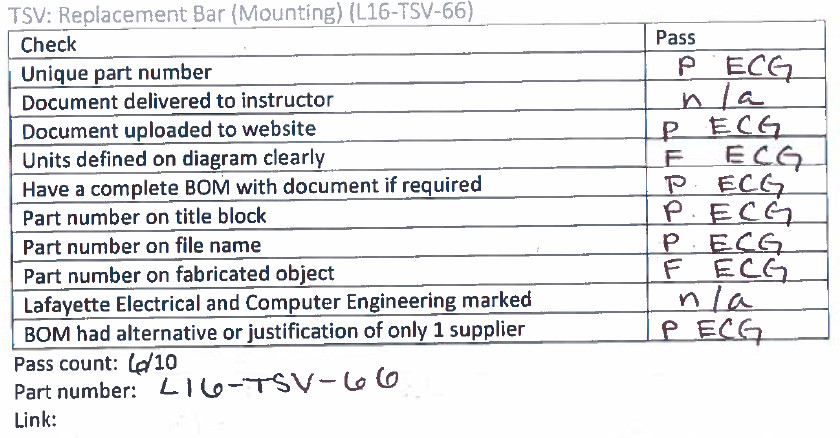 TSV: Replacement Bar (Mounting) (L16-TSV-66)
Check Pass
Unique part number P ECG
Document delivered to instructor n/a
Document uploaded to website P ECG
Units defined on diagram clearly F ECG
Have a complete BOM with document if required P ECG
Part number on title block P ECG
Part number on file name P ECG
Part number on fabricated object F ECG
Lafayette Electrical and Computer Engineering marked n/a
BOM had alternative or justification of only 1 supplier P ECG
Pass count: 6/10
Part number: L16-TSV-66
Link: